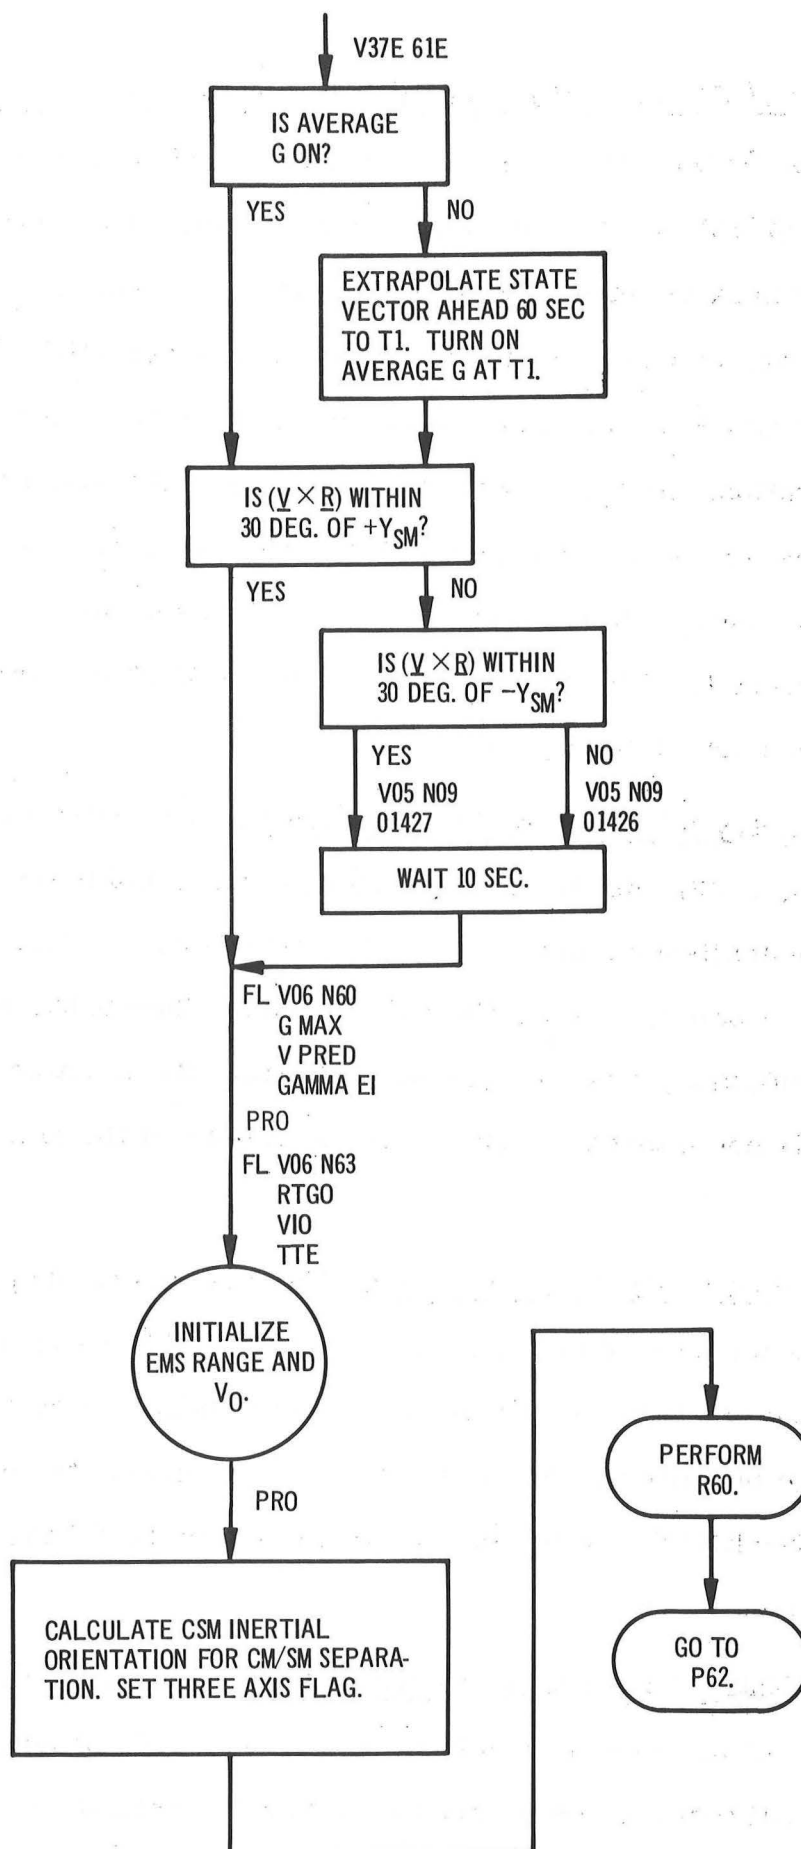 V37E 61E
IS AVERAGE
G ON?
YES
NO
EXTRAPOLATE STATE
VECTOR AHEAD 60 SEC
TO T1. TURN ON
AVERAGE G AT T1.
IS (V × R) WITHIN
30 DEG. OF +YSM?
YES
NO
IS (V × R) WITHIN
30 DEG. OF −YSM?
YES
V05 N09
01427
NO
V05 N09
01426
WAIT 10 SEC.
FL V06 N60
G MAX
V PRED
GAMMA EI
PRO
FL V06 N63
RTGO
VIO
TTE
INITIALIZE
EMS RANGE AND
VO.
PRO
CALCULATE CSM INERTIAL
ORIENTATION FOR CM/SM SEPARA-
TION. SET THREE AXIS FLAG.
PERFORM
R60.
GO TO
P62.